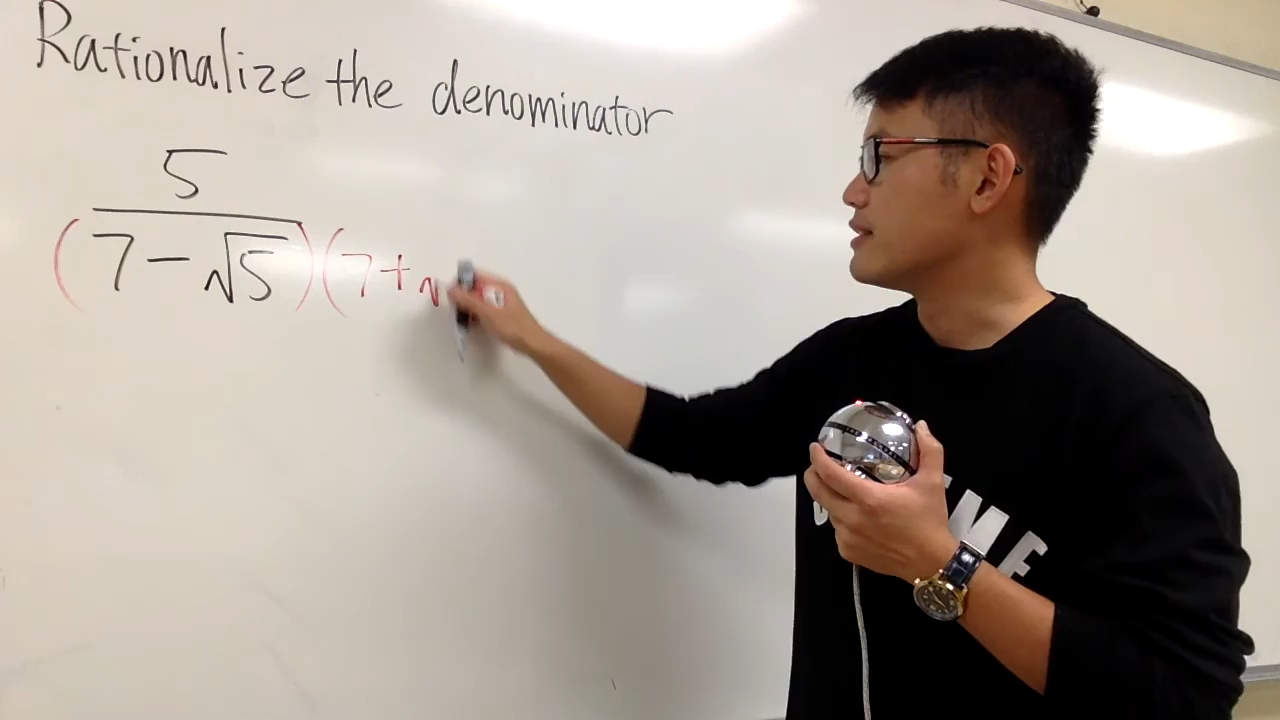 Rationalize the denominator
5
(7-√5)(7+√